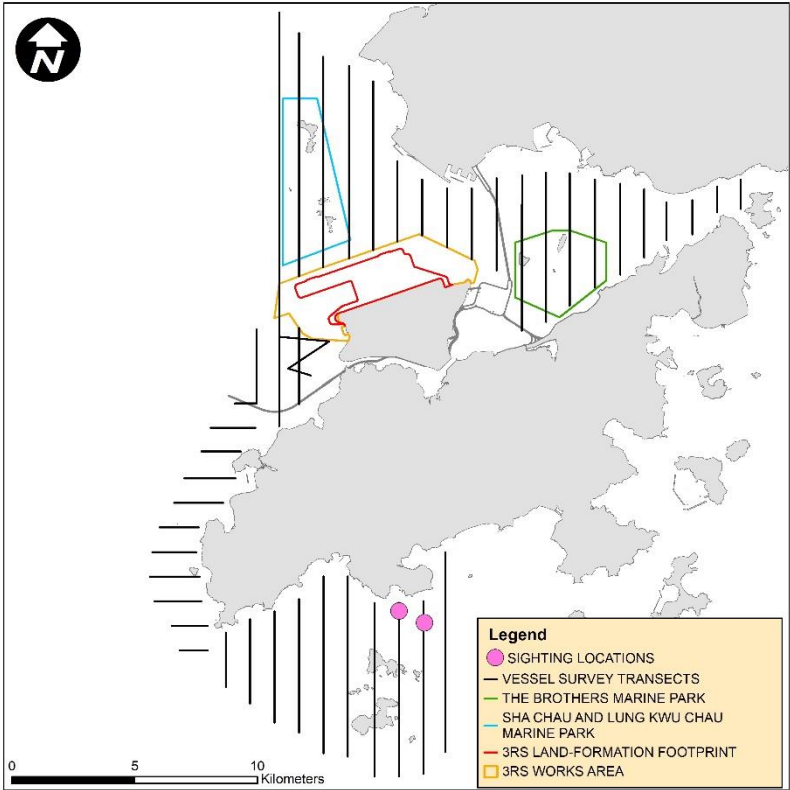 N
Legend
SIGHTING LOCATIONS
VESSEL SURVEY TRANSECTS
THE BROTHERS MARINE PARK
SHA CHAU AND LUNG KWU CHAU
MARINE PARK
3RS LAND-FORMATION FOOTPRINT
3RS WORKS AREA
0 5 10
Kilometers